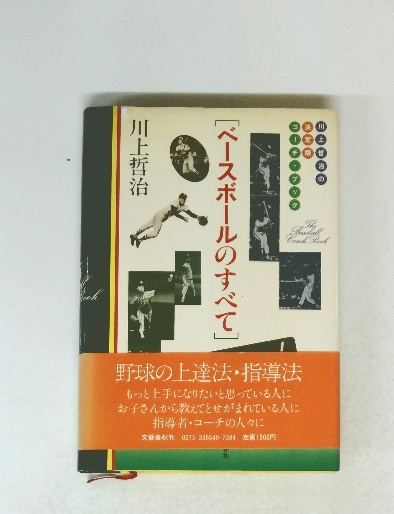 川上哲治の
決定版
コーチ・ブック
The
Baseball
Coach Book
[ベースボールのすべて]
川上哲治
野球の上達法・指導法
もっと上手になりたいと思っている人に
お子さんから教えてとせがまれている人に
指導者・コーチの人々に
文藝春秋刊 0275-336540-7384 定価1500円